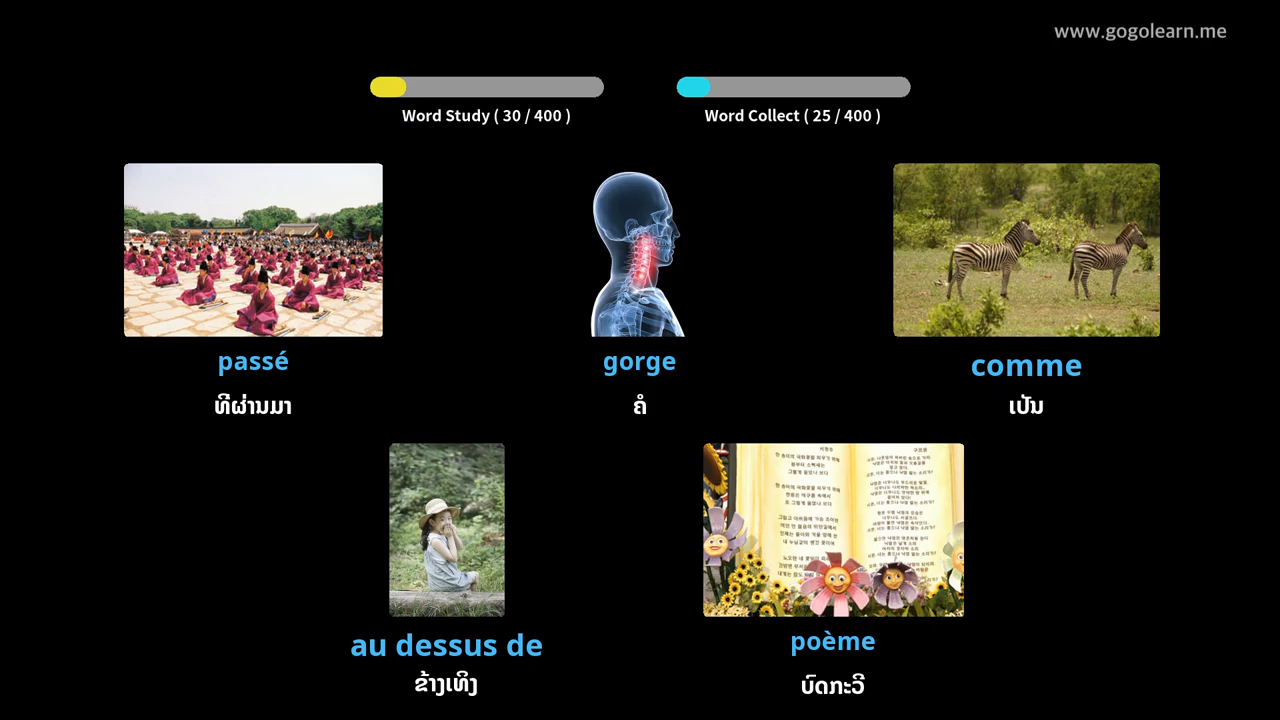 www.gogolearn.me
Word Study ( 30 / 400 )
Word Collect ( 25 / 400 )
passé
ທີ່ຜ່ານມາ
gorge
ຄໍ
comme
ເປັນ
au dessus de
ຂ້າງເທິງ
poème
ບົດກະວີ